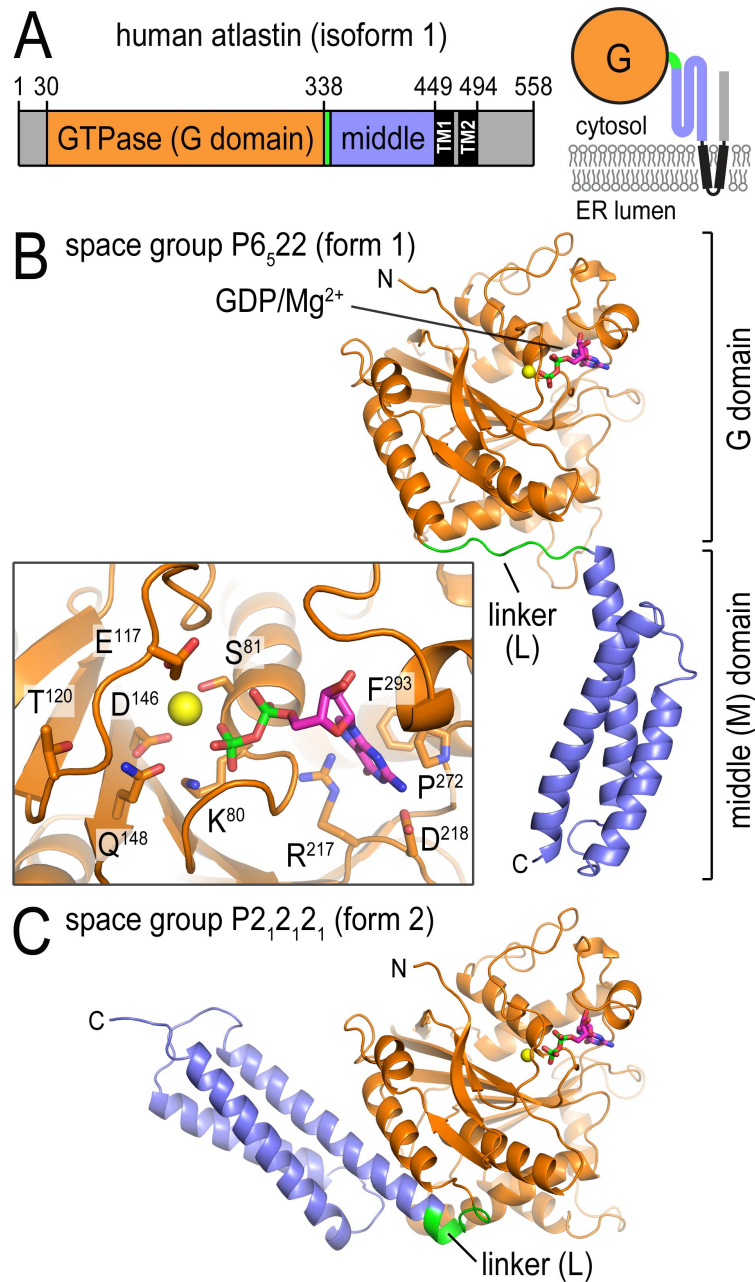 A
human atlastin (isoform 1)
1 30 338 449 494 558
GTPase (G domain) middle TM1 TM2
G
cytosol
ER lumen
B space group P6₅22 (form 1)
N
GDP/Mg²⁺
G domain
linker
(L)
middle (M) domain
C
E¹¹⁷
S⁸¹
T¹²⁰
D¹⁴⁶
F²⁹³
P²⁷²
K⁸⁰
Q¹⁴⁸
R²¹⁷
D²¹⁸
C space group P2₁2₁2₁ (form 2)
N
C
linker (L)